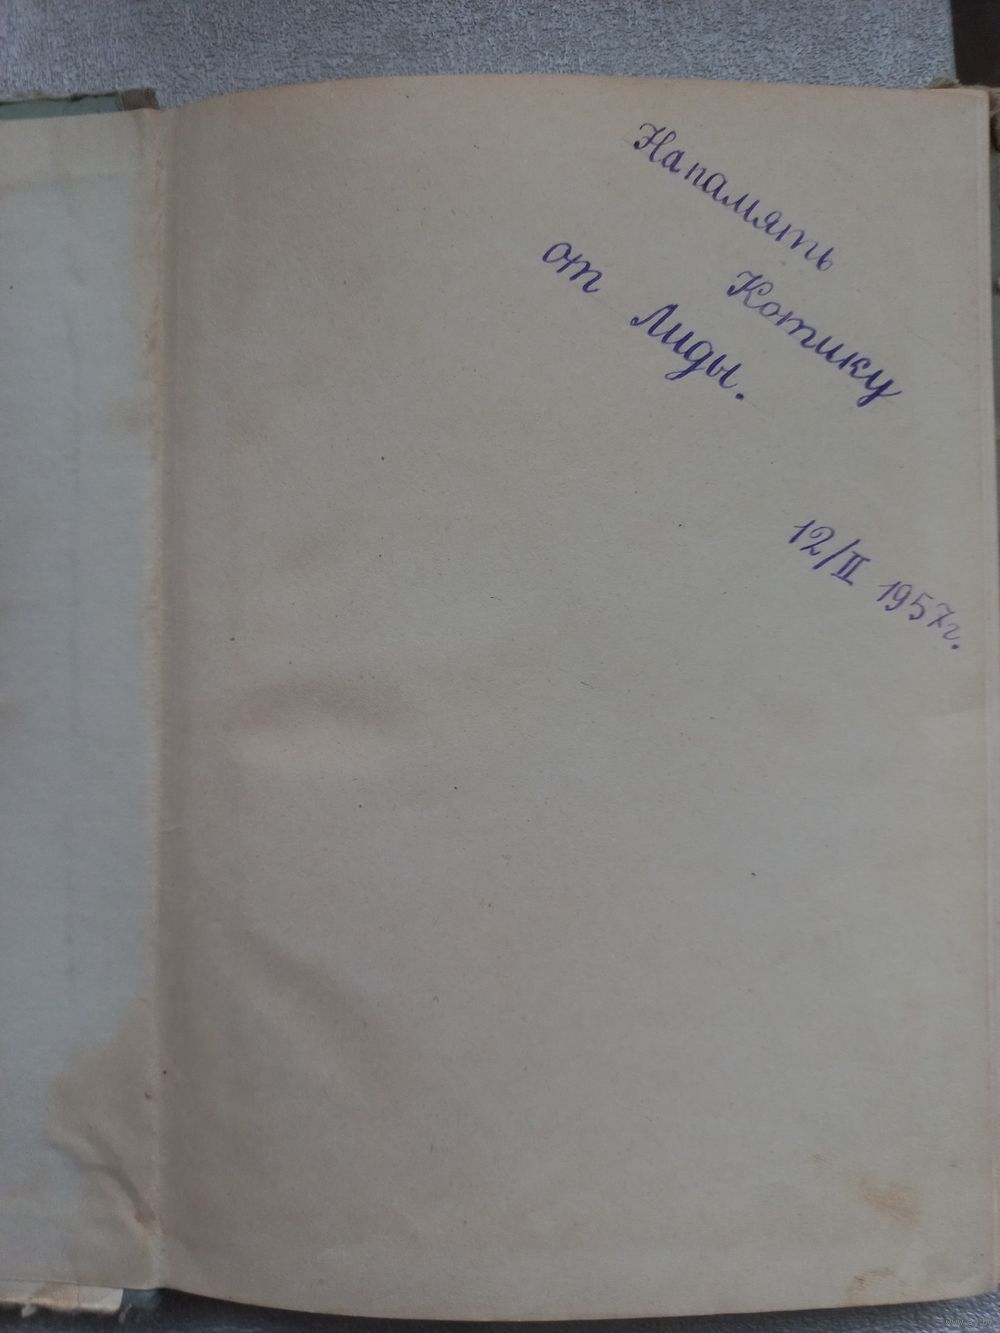 Напамять
Котику
от Лиды.
12/II 1957г.